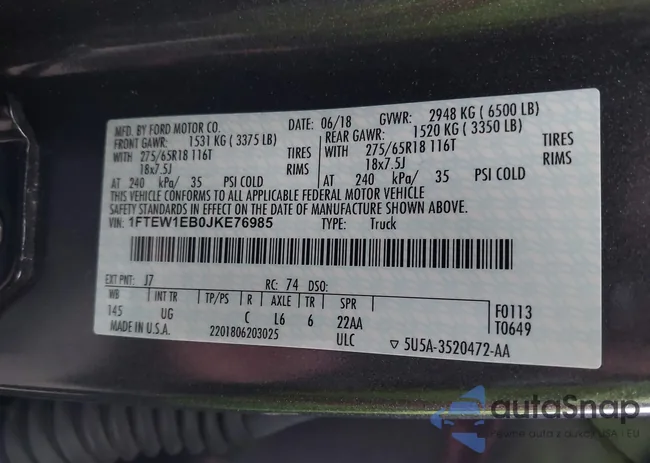 MFD. BY FORD MOTOR CO. DATE: 06/18 GVWR: 2948 KG ( 6500 LB)
FRONT GAWR: 1531 KG ( 3375 LB) REAR GAWR: 1520 KG ( 3350 LB)
WITH 275/65R18 116T TIRES WITH 275/65R18 116T TIRES
18x7.5J RIMS 18x7.5J RIMS
AT 240 kPa/ 35 PSI COLD AT 240 kPa/ 35 PSI COLD
THIS VEHICLE CONFORMS TO ALL APPLICABLE FEDERAL MOTOR VEHICLE
SAFETY STANDARDS IN EFFECT ON THE DATE OF MANUFACTURE SHOWN ABOVE.
VIN: 1FTEW1EB0JKE76985 TYPE: Truck
EXT PNT: J7 RC: 74 DSO:
WB INT TR TP/PS R AXLE TR SPR
145 UG C L6 6 22AA
F0113
T0649
MADE IN U.S.A. 2201806203025 ULC
5U5A-3520472-AA
autaSnap